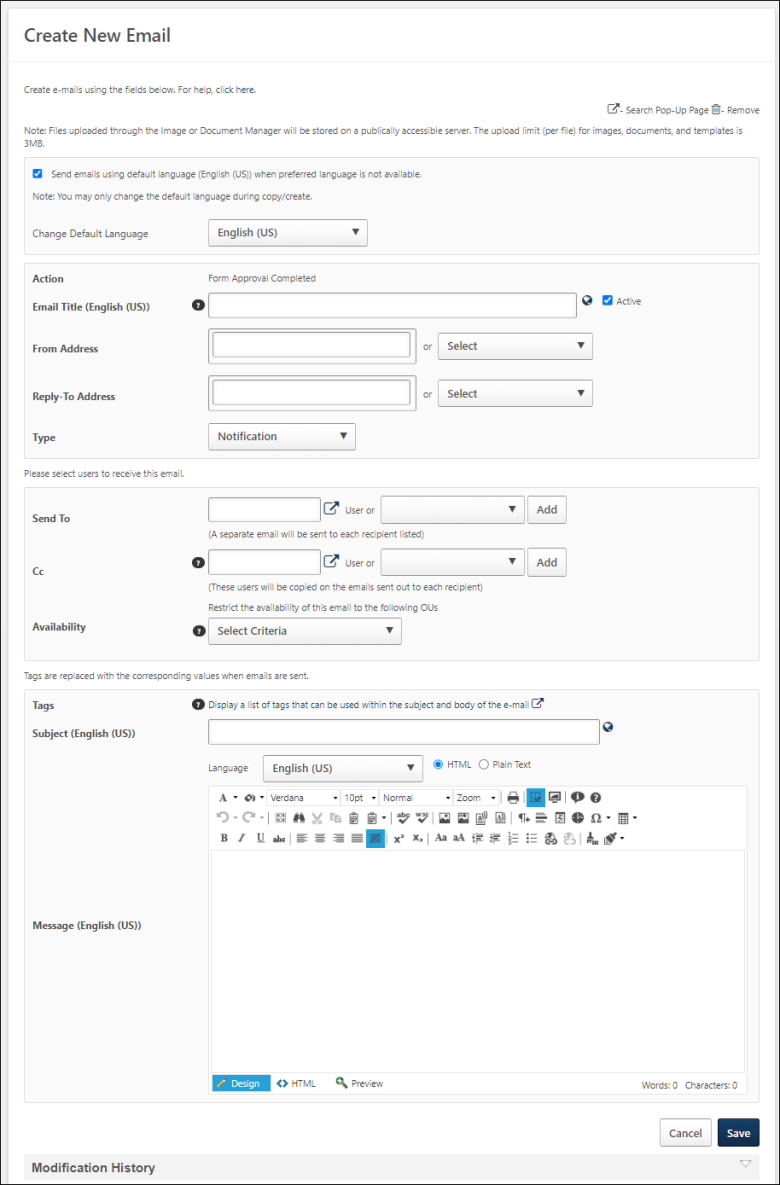 Create New Email
Create e-mails using the fields below. For help, click here.
- Search Pop-Up Page - Remove
Note: Files uploaded through the Image or Document Manager will be stored on a publically accessible server. The upload limit (per file) for images, documents, and templates is
3MB.
Send emails using default language (English (US)) when preferred language is not available.
Note: You may only change the default language during copy/create.
Change Default Language English (US)
Action Form Approval Completed
Email Title (English (US)) ? Active
From Address or Select
Reply-To Address or Select
Type Notification
Please select users to receive this email.
Send To User or Add
(A separate email will be sent to each recipient listed)
Cc ? User or Add
(These users will be copied on the emails sent out to each recipient)
Restrict the availability of this email to the following OUs
Availability ? Select Criteria
Tags are replaced with the corresponding values when emails are sent.
Tags ? Display a list of tags that can be used within the subject and body of the e-mail
Subject (English (US))
Language English (US) HTML Plain Text
A Verdana 10pt Normal Zoom ?
abc Ω
B I U abc x² x₂ Aa aA
Message (English (US))
Design HTML Preview Words: 0 Characters: 0
Cancel Save
Modification History